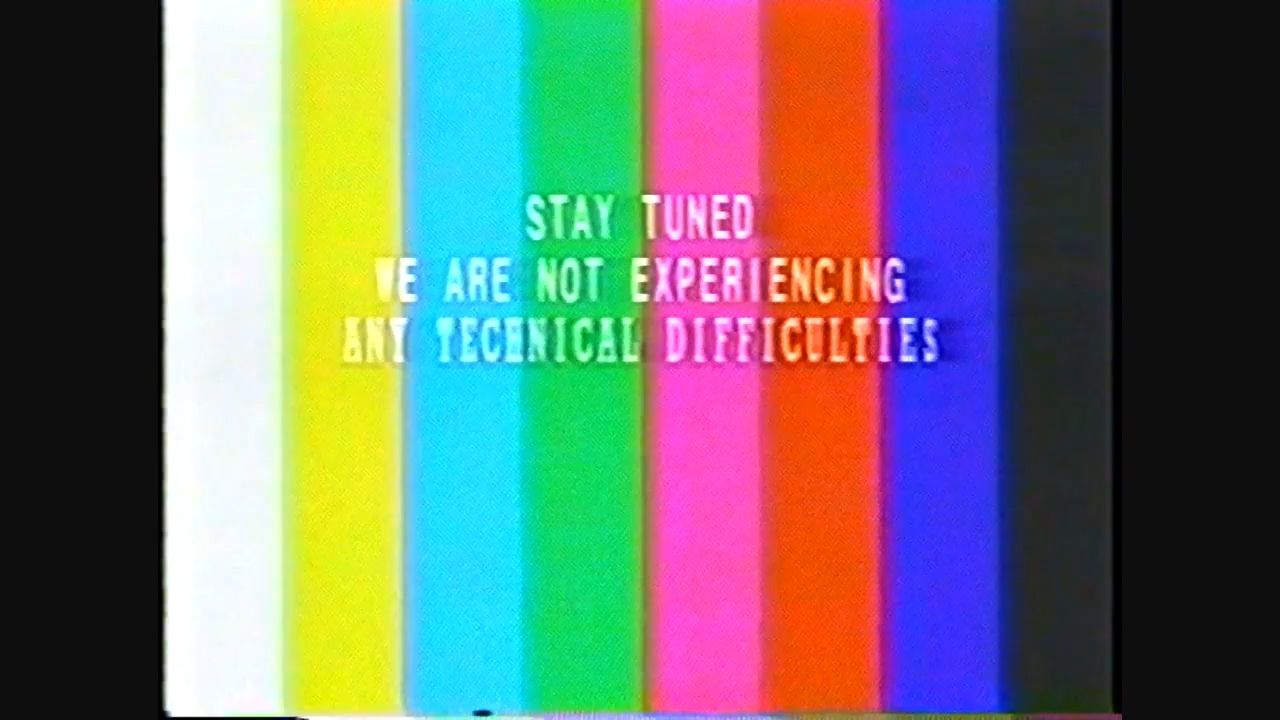 STAY TUNED
WE ARE NOT EXPERIENCING
ANY TECHNICAL DIFFICULTIES